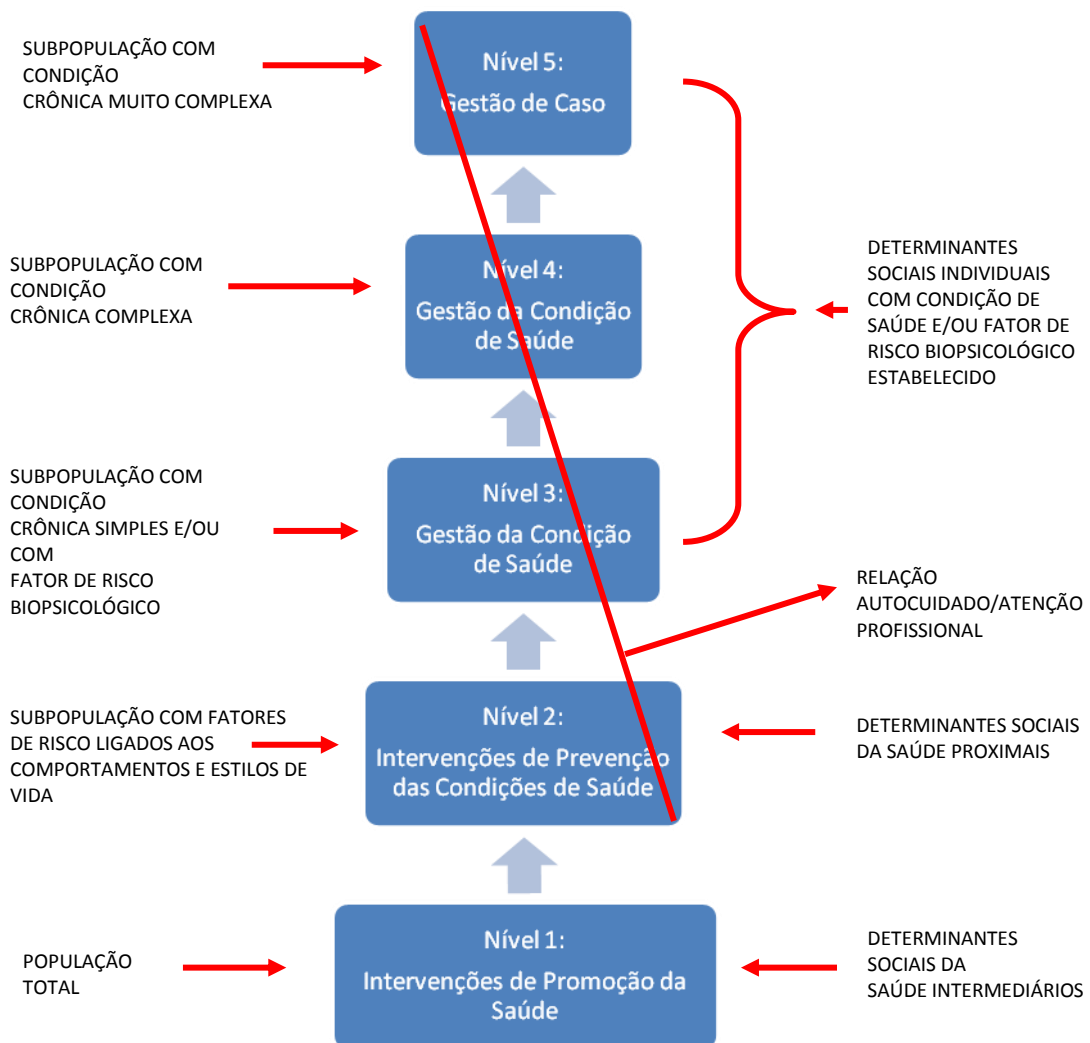 SUBPOPULAÇÃO COM
CONDIÇÃO
CRÔNICA MUITO COMPLEXA
Nível 5:
Gestão de Caso
SUBPOPULAÇÃO COM
CONDIÇÃO
CRÔNICA COMPLEXA
Nível 4:
Gestão da Condição
de Saúde
DETERMINANTES
SOCIAIS INDIVIDUAIS
COM CONDIÇÃO DE
SAÚDE E/OU FATOR DE
RISCO BIOPSICOLÓGICO
ESTABELECIDO
SUBPOPULAÇÃO COM
CONDIÇÃO
CRÔNICA SIMPLES E/OU
COM
FATOR DE RISCO
BIOPSICOLÓGICO
Nível 3:
Gestão da Condição
de Saúde
RELAÇÃO
AUTOCUIDADO/ATENÇÃO
PROFISSIONAL
SUBPOPULAÇÃO COM FATORES
DE RISCO LIGADOS AOS
COMPORTAMENTOS E ESTILOS DE
VIDA
Nível 2:
Intervenções de Prevenção
das Condições de Saúde
DETERMINANTES SOCIAIS
DA SAÚDE PROXIMAIS
POPULAÇÃO
TOTAL
Nível 1:
Intervenções de Promoção da
Saúde
DETERMINANTES
SOCIAIS DA
SAÚDE INTERMEDIÁRIOS